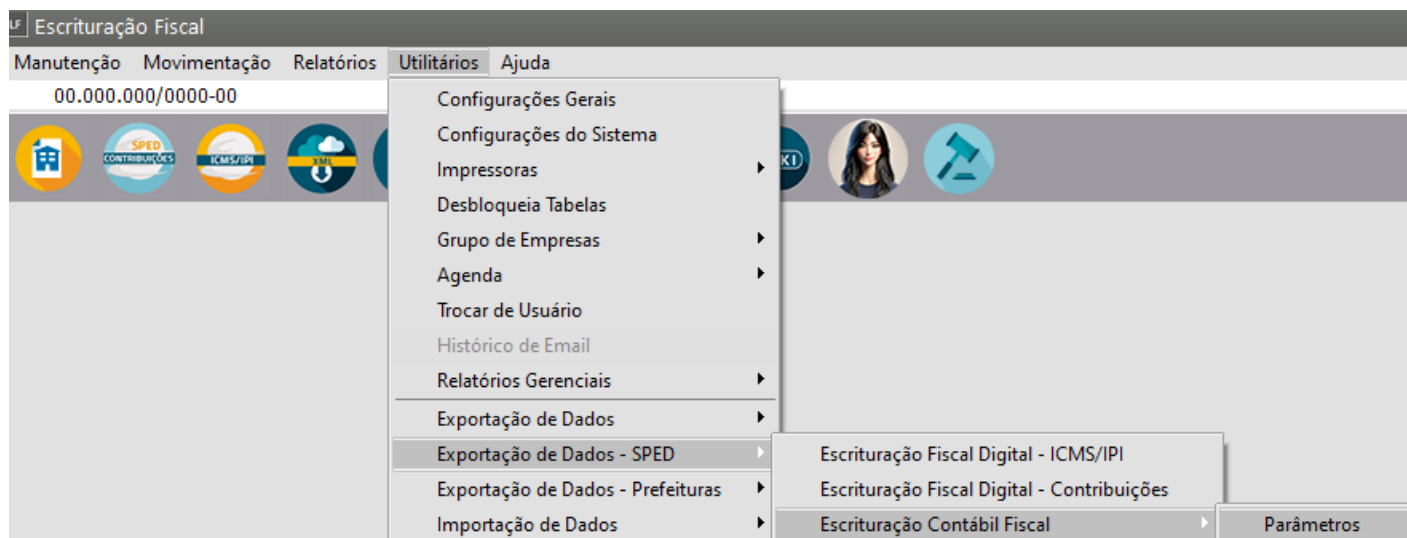 LF Escrituração Fiscal
Manutenção Movimentação Relatórios Utilitários Ajuda
00.000.000/0000-00
SPED CONTRIBUIÇÕES
ICMS/IPI
XML
Configurações Gerais
Configurações do Sistema
Impressoras
Desbloqueia Tabelas
Grupo de Empresas
Agenda
Trocar de Usuário
Histórico de Email
Relatórios Gerenciais
Exportação de Dados
Exportação de Dados - SPED
Exportação de Dados - Prefeituras
Importação de Dados
Escrituração Fiscal Digital - ICMS/IPI
Escrituração Fiscal Digital - Contribuições
Escrituração Contábil Fiscal
Parâmetros